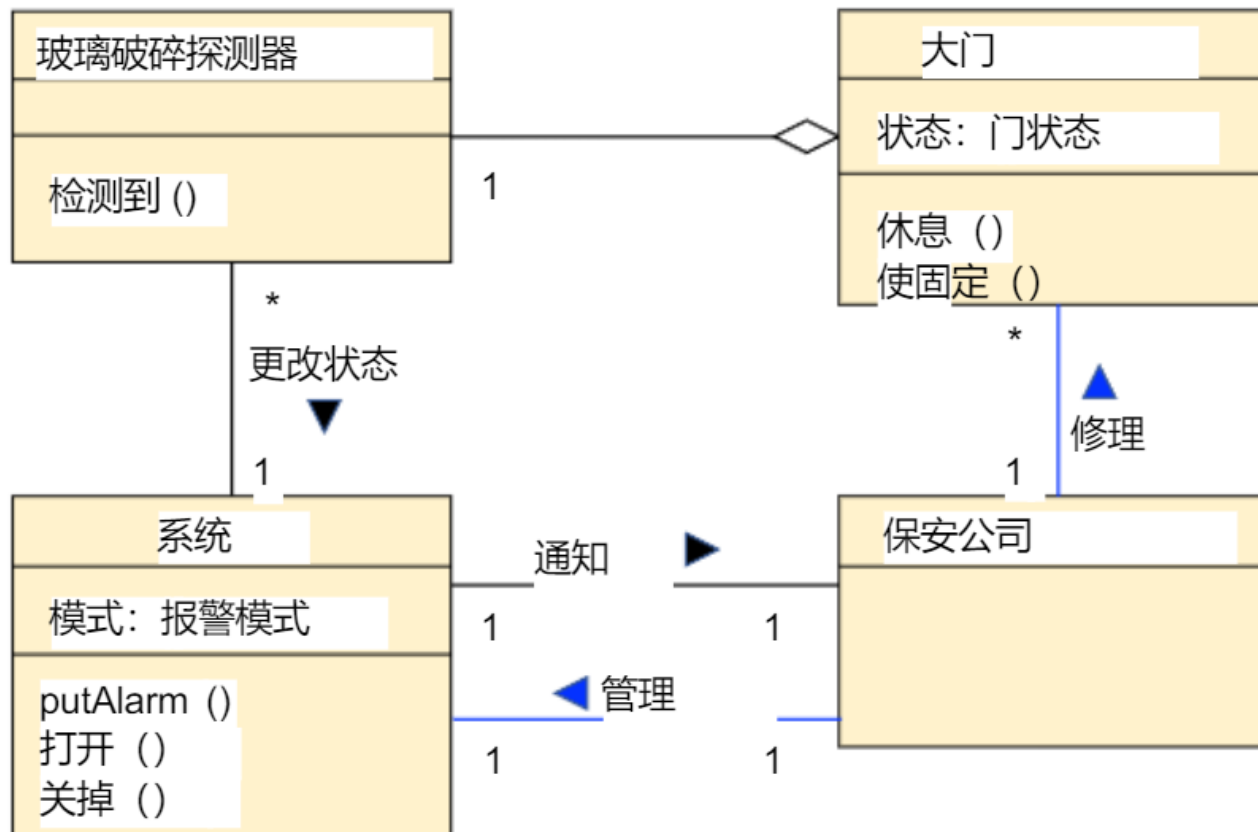 玻璃破碎探测器
大门
状态：门状态
检测到 ()
1
休息（）
使固定（）
*
更改状态
1
*
修理
1
系统
保安公司
通知
模式：报警模式
1
1
putAlarm（）
打开（）
关掉（）
管理
1
1